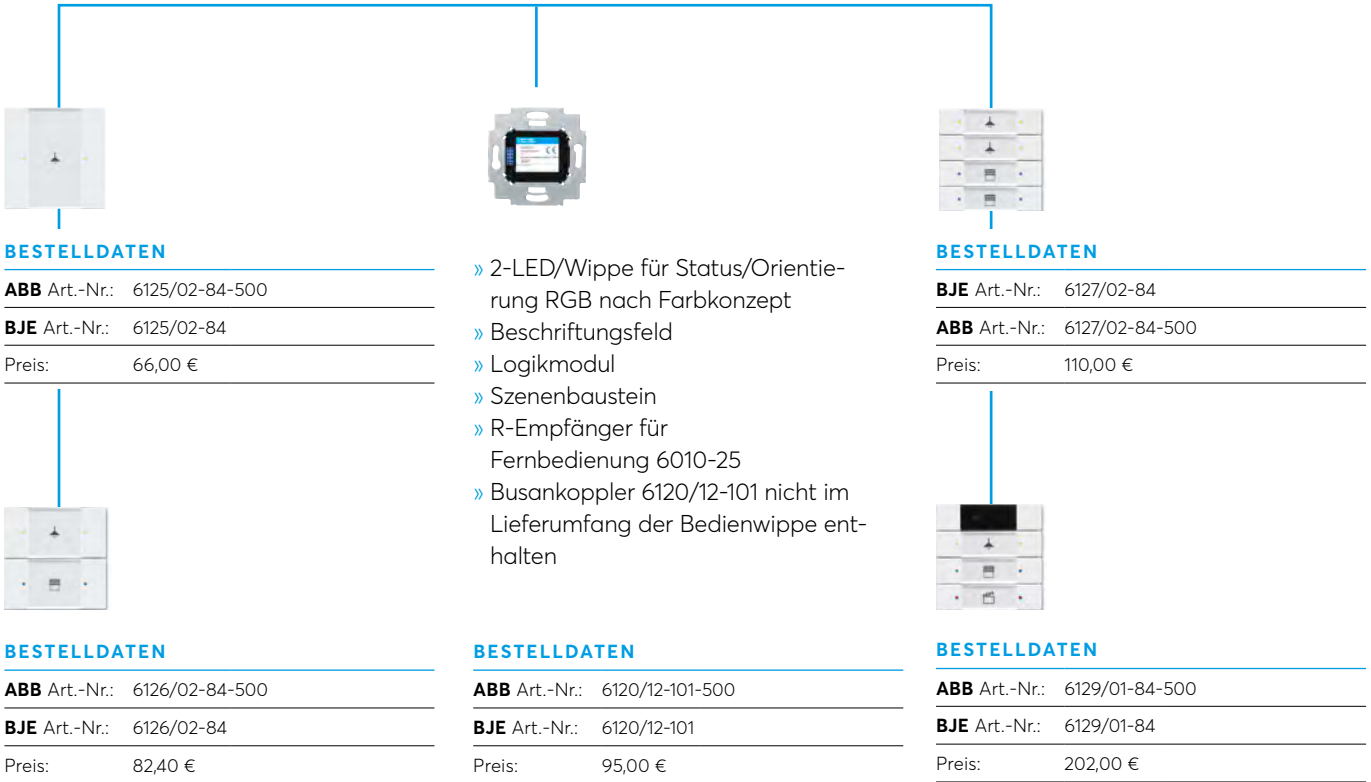 BESTELLDATEN
ABB Art.-Nr.: 6125/02-84-500
BJE Art.-Nr.: 6125/02-84
Preis: 66,00 €
» 2-LED/Wippe für Status/Orientie-
rung RGB nach Farbkonzept
» Beschriftungsfeld
» Logikmodul
» Szenenbaustein
» R-Empfänger für
Fernbedienung 6010-25
» Busankoppler 6120/12-101 nicht im
Lieferumfang der Bedienwippe ent-
halten
BESTELLDATEN
BJE Art.-Nr.: 6127/02-84
ABB Art.-Nr.: 6127/02-84-500
Preis: 110,00 €
BESTELLDATEN
ABB Art.-Nr.: 6126/02-84-500
BJE Art.-Nr.: 6126/02-84
Preis: 82,40 €
BESTELLDATEN
ABB Art.-Nr.: 6120/12-101-500
BJE Art.-Nr.: 6120/12-101
Preis: 95,00 €
BESTELLDATEN
ABB Art.-Nr.: 6129/01-84-500
BJE Art.-Nr.: 6129/01-84
Preis: 202,00 €